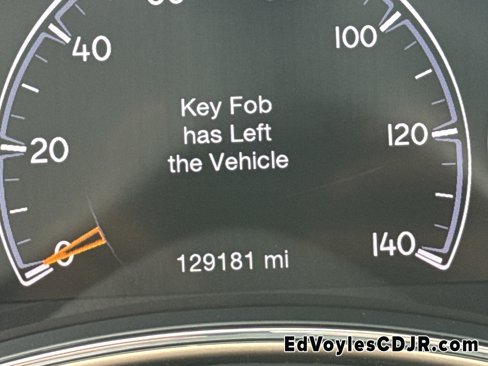 40
100
Key Fob
has Left
the Vehicle
20
120
0
129181 mi
140
EdVoylesCDJR.com